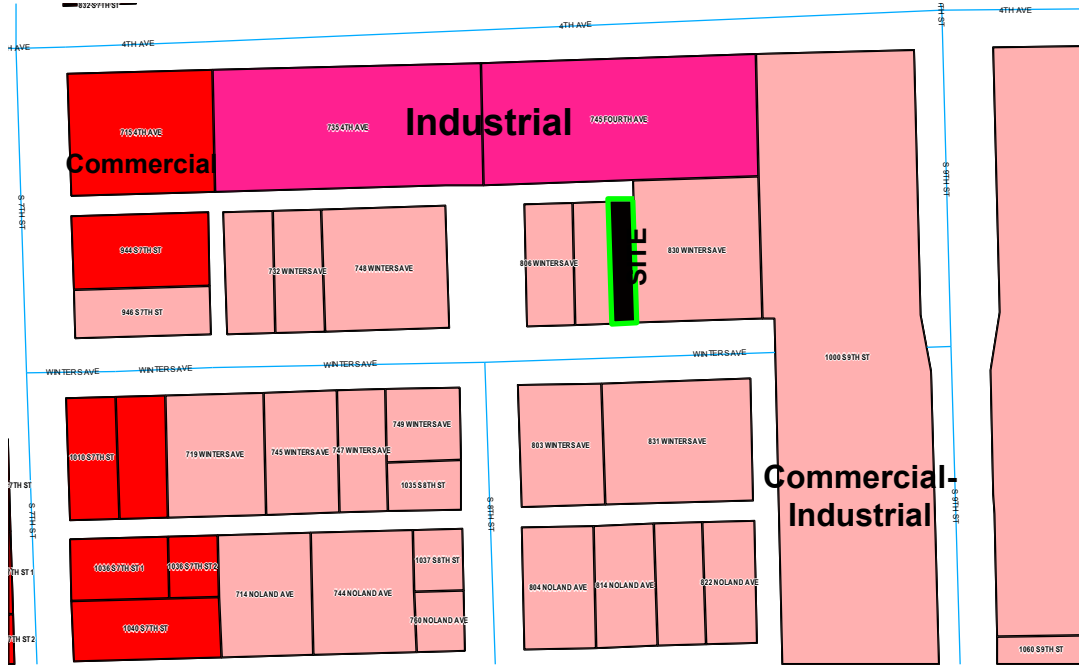 832 S 7TH ST
4TH AVE
4TH AVE
4TH AVE
715 4TH AVE
735 4TH AVE
Industrial
745 FOURTH AVE
Commercial
S 7TH ST
S 9TH ST
944 S 7TH ST
732 WINTERS AVE
748 WINTERS AVE
806 WINTERS AVE
SITE
830 WINTERS AVE
946 S 7TH ST
WINTERS AVE
WINTERS AVE
WINTERS AVE
WINTERS AVE
1000 S 9TH ST
749 WINTERS AVE
1010 S 7TH ST
719 WINTERS AVE
745 WINTERS AVE
747 WINTERS AVE
803 WINTERS AVE
831 WINTERS AVE
1035 S 8TH ST
Commercial-
Industrial
7TH ST
S 7TH ST
S 8TH ST
S 9TH ST
1036 S 7TH ST 1
1038 S 7TH ST 2
1037 S 8TH ST
7TH ST 1
714 NOLAND AVE
744 NOLAND AVE
804 NOLAND AVE
814 NOLAND AVE
822 NOLAND AVE
760 NOLAND AVE
1040 S 7TH ST
7TH ST 2
1060 S 9TH ST